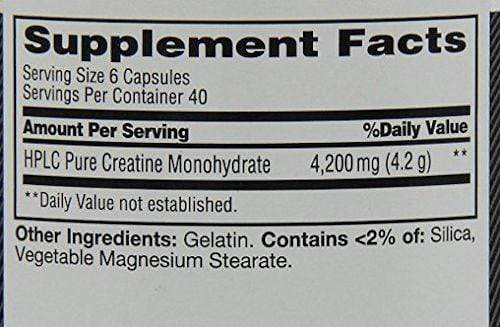 Supplement Facts
Serving Size 6 Capsules
Servings Per Container 40
Amount Per Serving %Daily Value
HPLC Pure Creatine Monohydrate 4,200 mg (4.2 g) **
**Daily Value not established.
Other Ingredients: Gelatin. Contains <2% of: Silica,
Vegetable Magnesium Stearate.